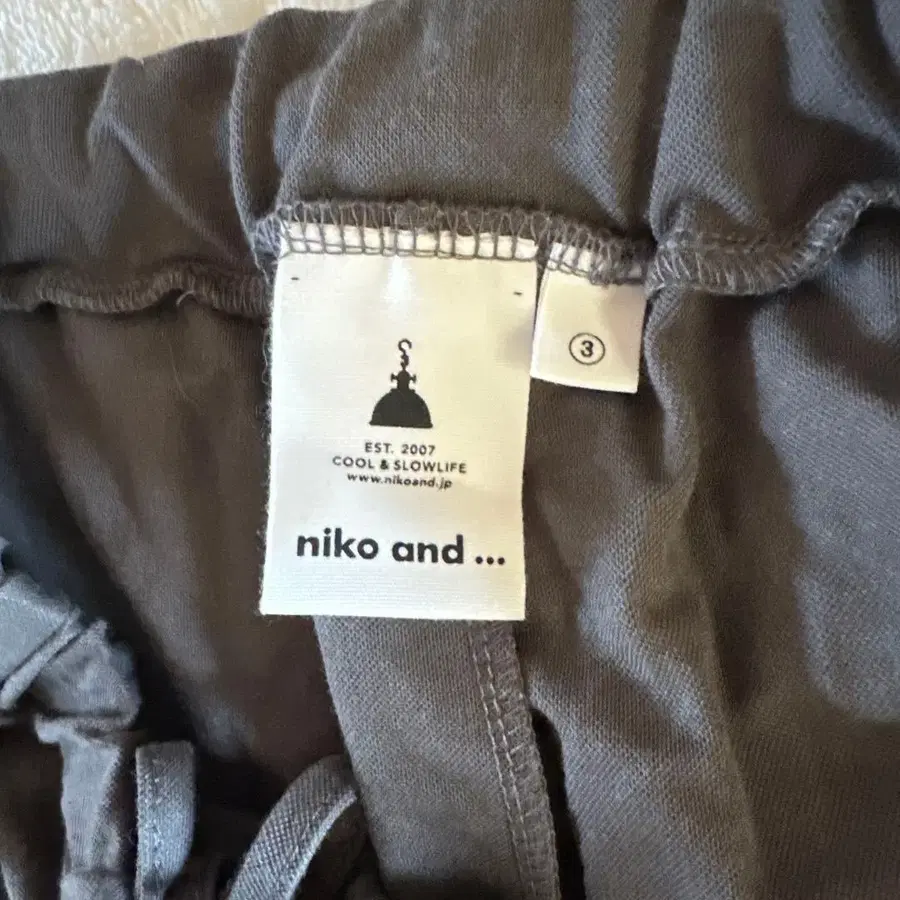 EST. 2007
COOL & SLOWLIFE
www.nikoand.jp
niko and ...
3